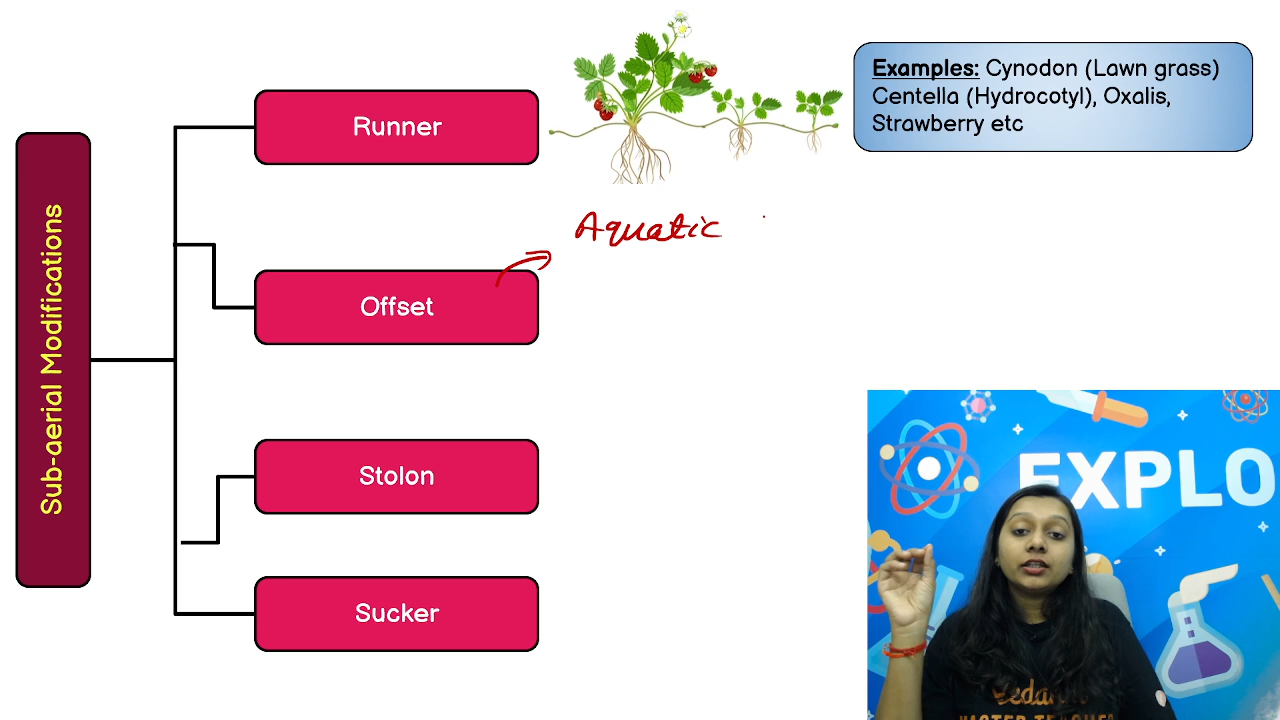 Sub-aerial Modifications
Runner
Examples: Cynodon (Lawn grass)
Centella (Hydrocotyl), Oxalis,
Strawberry etc
Aquatic
Offset
Stolon
Sucker
EXPLO